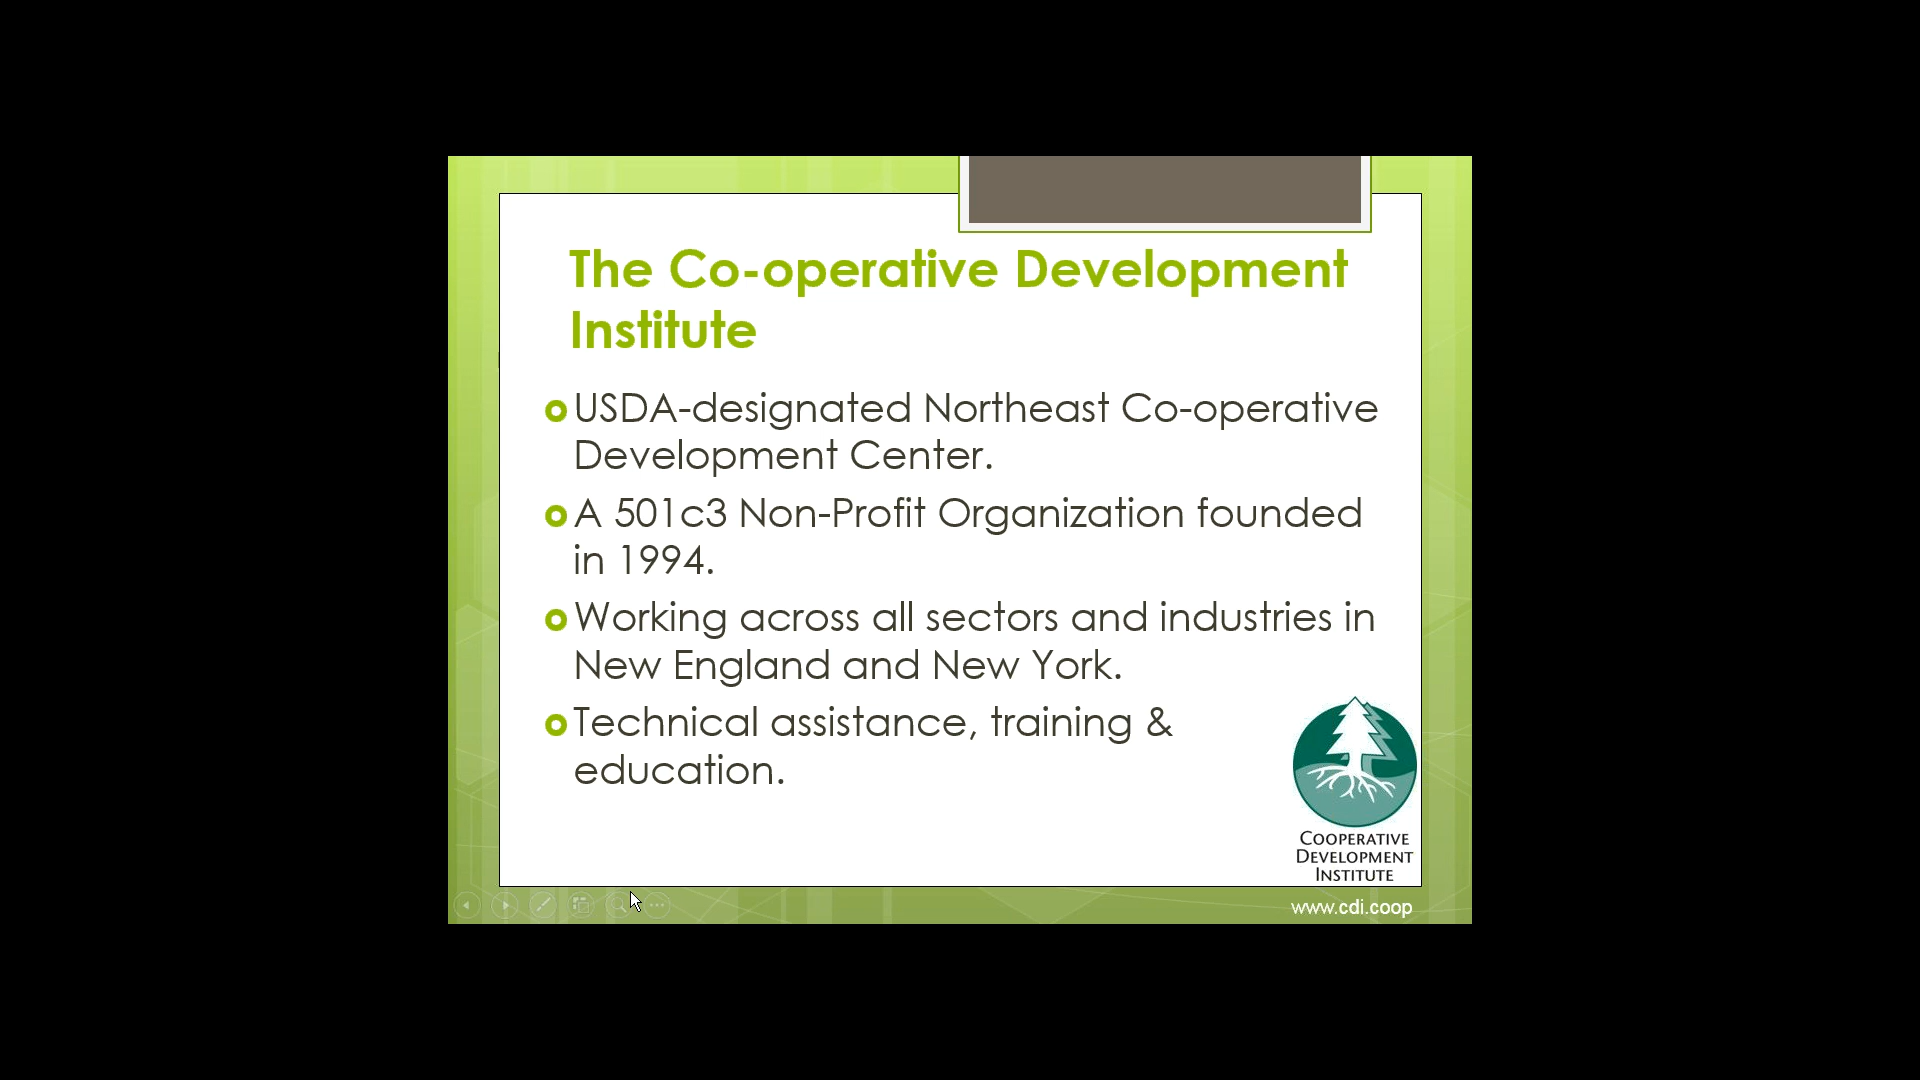 The Co-operative Development
Institute
USDA-designated Northeast Co-operative
Development Center.
A 501c3 Non-Profit Organization founded
in 1994.
Working across all sectors and industries in
New England and New York.
Technical assistance, training &
education.
COOPERATIVE
DEVELOPMENT
INSTITUTE
www.cdi.coop